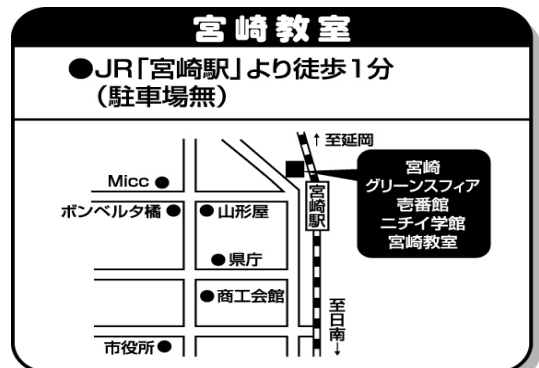 宮崎教室
●JR「宮崎駅」より徒歩1分
(駐車場無)
↑至延岡
宮崎
グリーンスフィア
壱番館
ニチイ学館
宮崎教室
Micc●
ボンベルタ橘●
●山形屋
宮崎駅
●県庁
●商工会館
至日南↓
市役所●